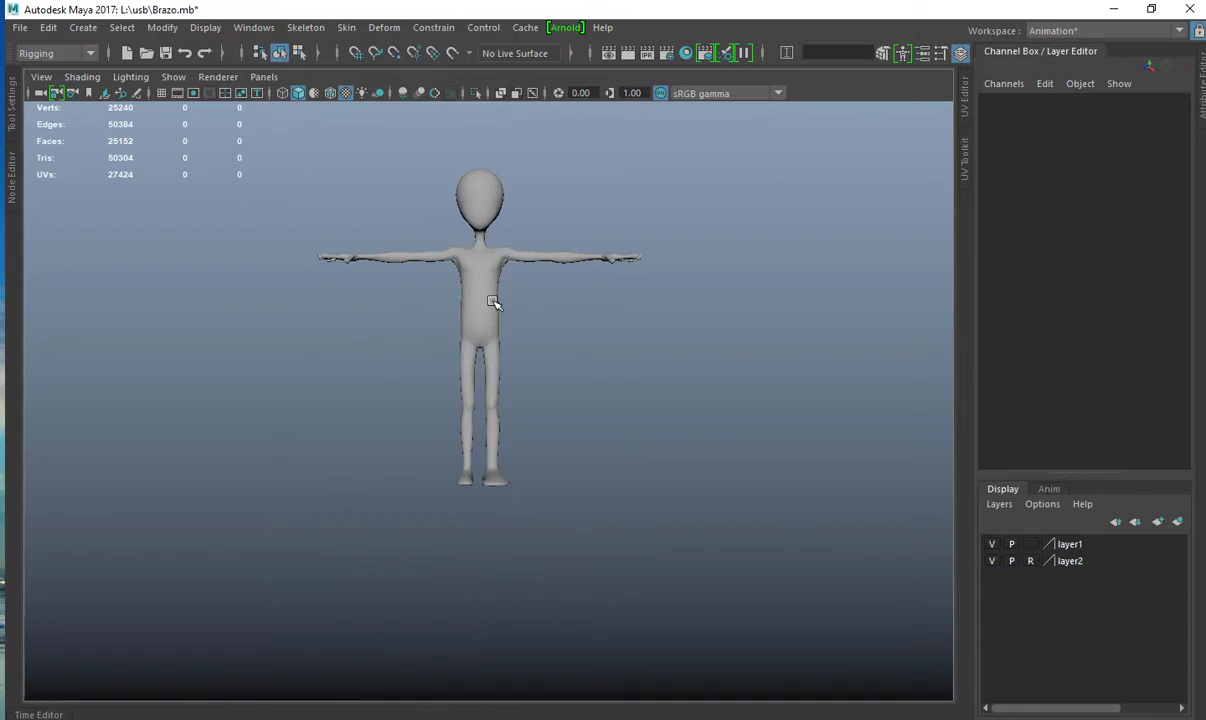 Autodesk Maya 2017: L:\usb\Brazo.mb*
File Edit Create Select Modify Display Windows Skeleton Skin Deform Constrain Control Cache [Arnold] Help
Workspace : Animation*
Rigging
No Live Surface
Channel Box / Layer Editor
View Shading Lighting Show Renderer Panels
Channels Edit Object Show
0.00 1.00 sRGB gamma
Verts: 25240 0 0
Edges: 50384 0 0
Faces: 25152 0 0
Tris: 50304 0 0
UVs: 27424 0 0
Tool Settings
Node Editor
UV Editor
UV Toolkit
Attribute Editor
Display Anim
Layers Options Help
V P layer1
V P R layer2
Time Editor